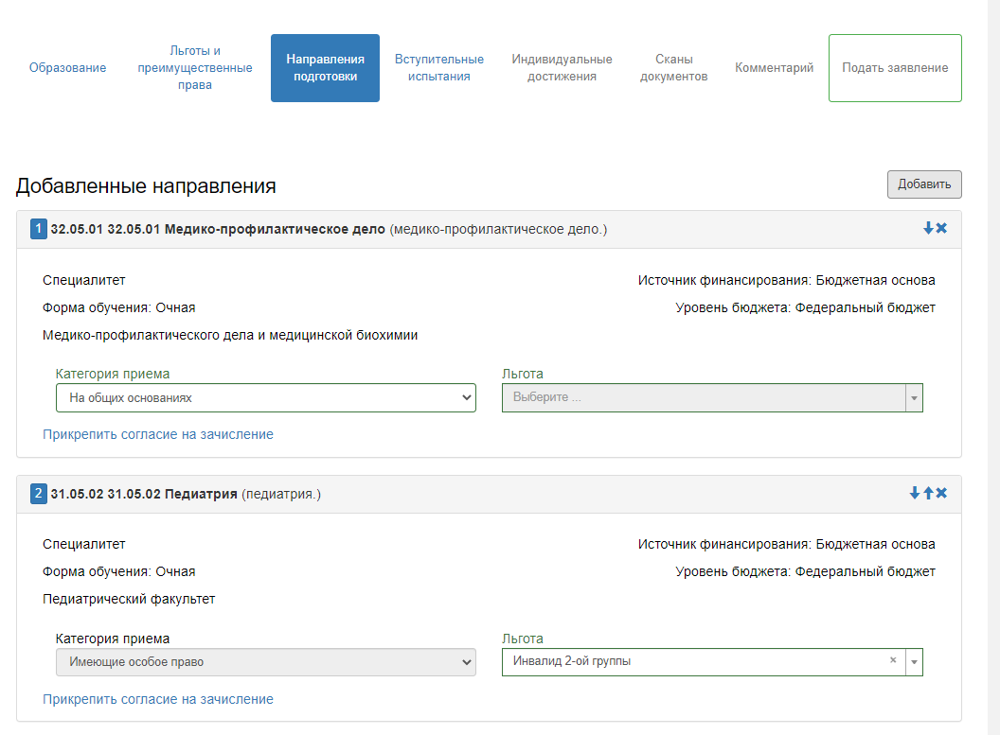 Образование
Льготы и
преимущественные
права
Направления
подготовки
Вступительные
испытания
Индивидуальные
достижения
Сканы
документов
Комментарий
Подать заявление
Добавленные направления
Добавить
1 32.05.01 32.05.01 Медико-профилактическое дело (медико-профилактическое дело.)
Специалитет
Источник финансирования: Бюджетная основа
Форма обучения: Очная
Уровень бюджета: Федеральный бюджет
Медико-профилактического дела и медицинской биохимии
Категория приема
Льгота
На общих основаниях
Выберите ...
Прикрепить согласие на зачисление
2 31.05.02 31.05.02 Педиатрия (педиатрия.)
Специалитет
Источник финансирования: Бюджетная основа
Форма обучения: Очная
Уровень бюджета: Федеральный бюджет
Педиатрический факультет
Категория приема
Льгота
Имеющие особое право
Инвалид 2-ой группы ×
Прикрепить согласие на зачисление